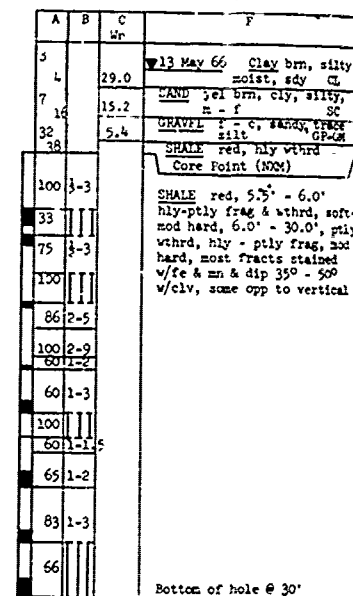 A B C F
Wr
3 ▼13 May 66 Clay brn, silty
4 29.0 moist, sdy CL
7 SAND yel brn, cly, silty,
16 15.2 m - f SC
32 5.4 GRAVEL f - c, sandy, trace
silt GP-GM
38 SHALE red, hly wthrd
Core Point (NXM)
100 ½-3 SHALE red, 5.5' - 6.0'
hly-ptly frag & wthrd, soft-
33 mod hard, 6.0' - 30.0', ptly
wthrd, hly - ptly frag, mod
75 ½-3 hard, most fracts stained
w/fe & mn & dip 35° - 50°
100 w/clv, some opp to vertical
86 2-5
100 2-9
60 1-2
60 1-3
100
60 1-1.5
65 1-2
83 1-3
66
Bottom of hole @ 30'